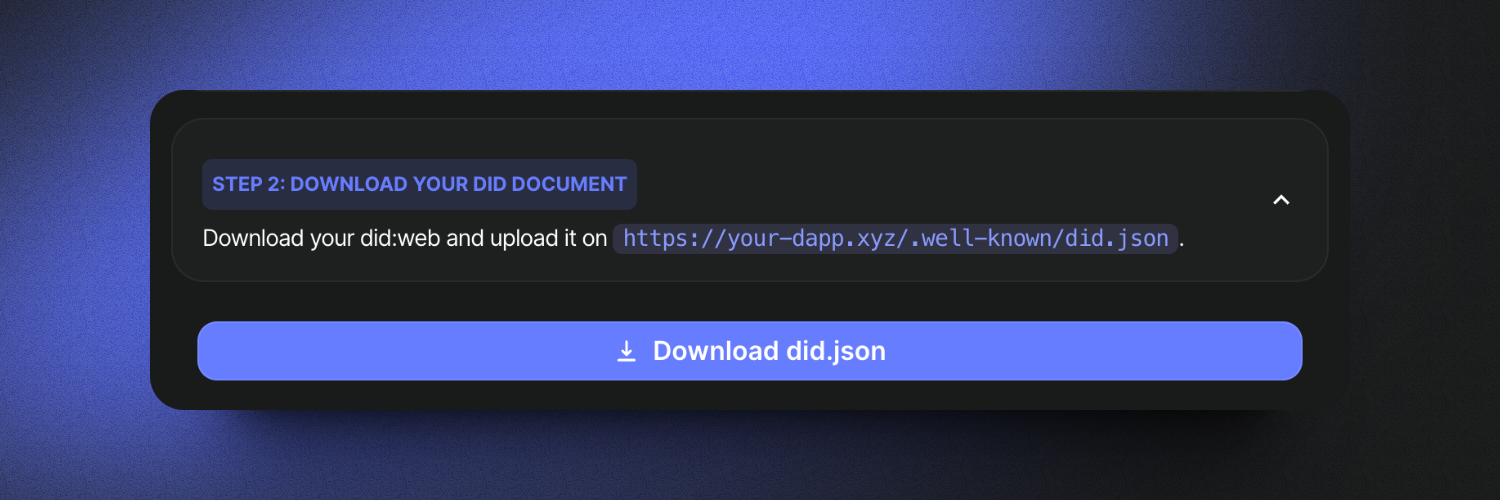 STEP 2: DOWNLOAD YOUR DID DOCUMENT
Download your did:web and upload it on https://your-dapp.xyz/.well-known/did.json.
Download did.json